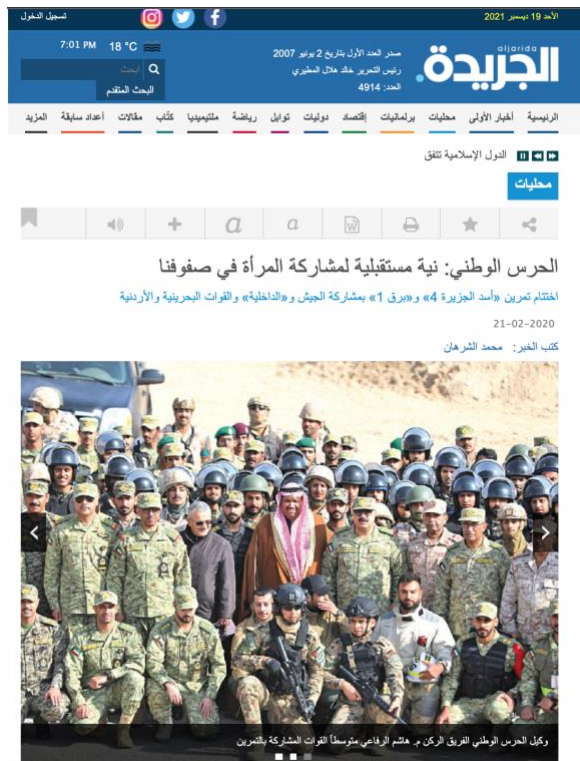 الأحد 19 ديسمبر 2021
تسجيل الدخول
aljarida
الجريدة.
صدر العدد الأول بتاريخ 2 يونيو 2007
رئيس التحرير خالد هلال المطيري
العدد: 4914
7:01 PM 18 °C
ابحث
البحث المتقدم
الرئيسية أخبار الأولى محليات برلمانيات إقتصاد دوليات توابل رياضة ملتيميديا كتّاب مقالات أعداد سابقة المزيد
الدول الإسلامية تتفق
محليات
a a W
الحرس الوطني: نية مستقبلية لمشاركة المرأة في صفوفنا
اختتام تمرين «أسد الجزيرة 4» و«برق 1» بمشاركة الجيش و«الداخلية» والقوات البحرينية والأردنية
21-02-2020
كتب الخبر: محمد الشرهان
وكيل الحرس الوطني الفريق الركن م. هاشم الرفاعي متوسطاً القوات المشاركة بالتمرين